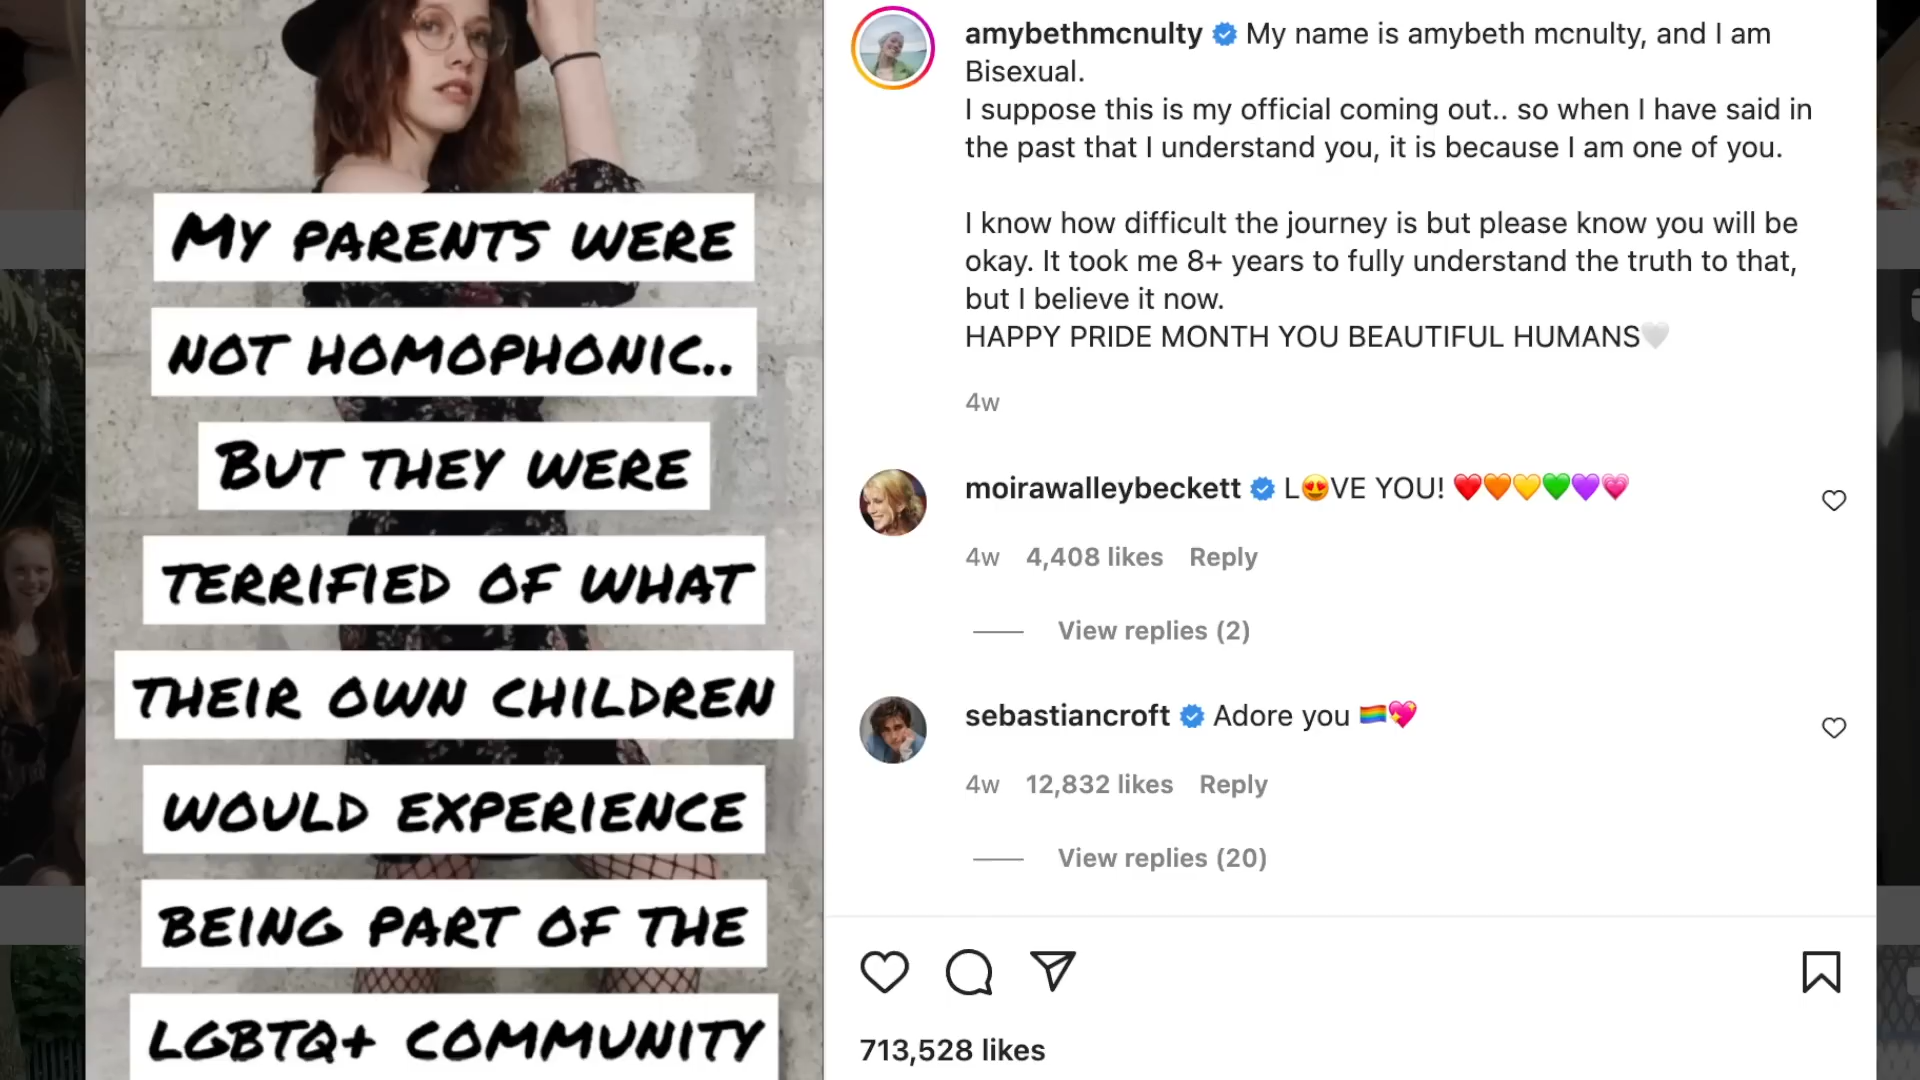 MY PARENTS WERE
NOT HOMOPHONIC..
BUT THEY WERE
TERRIFIED OF WHAT
THEIR OWN CHILDREN
WOULD EXPERIENCE
BEING PART OF THE
LGBTQ+ COMMUNITY
amybethmcnulty My name is amybeth mcnulty, and I am
Bisexual.
I suppose this is my official coming out.. so when I have said in
the past that I understand you, it is because I am one of you.
I know how difficult the journey is but please know you will be
okay. It took me 8+ years to fully understand the truth to that,
but I believe it now.
HAPPY PRIDE MONTH YOU BEAUTIFUL HUMANS🤍
4w
moirawalleybeckett L😍VE YOU! ❤️🧡💛💚💜💗
4w 4,408 likes Reply
View replies (2)
sebastiancroft Adore you 🏳️‍🌈💖
4w 12,832 likes Reply
View replies (20)
713,528 likes